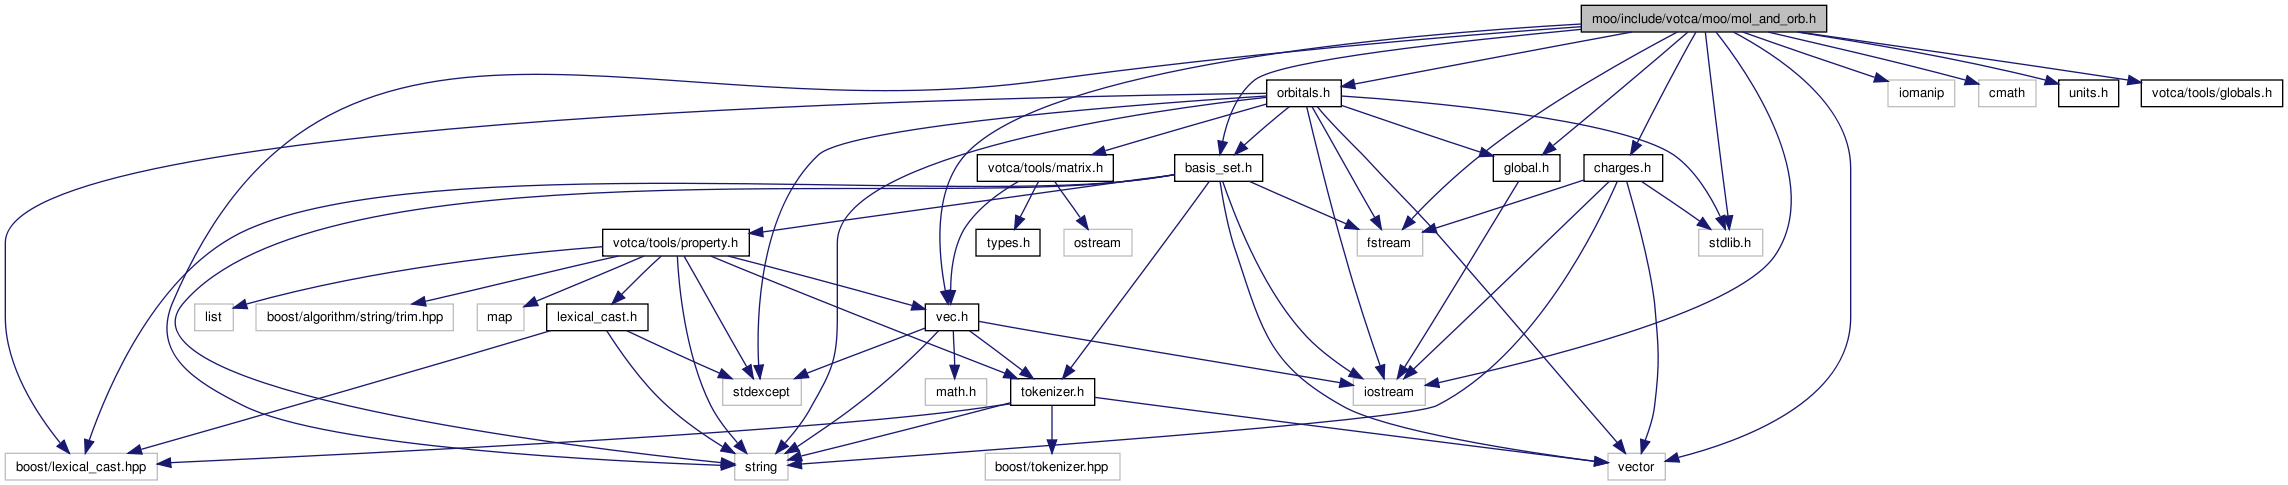 moo/include/votca/moo/mol_and_orb.h
orbitals.h
iomanip
cmath
units.h
votca/tools/globals.h
votca/tools/matrix.h
basis_set.h
global.h
charges.h
votca/tools/property.h
types.h
ostream
fstream
stdlib.h
list
boost/algorithm/string/trim.hpp
map
lexical_cast.h
vec.h
stdexcept
math.h
tokenizer.h
iostream
boost/lexical_cast.hpp
string
boost/tokenizer.hpp
vector